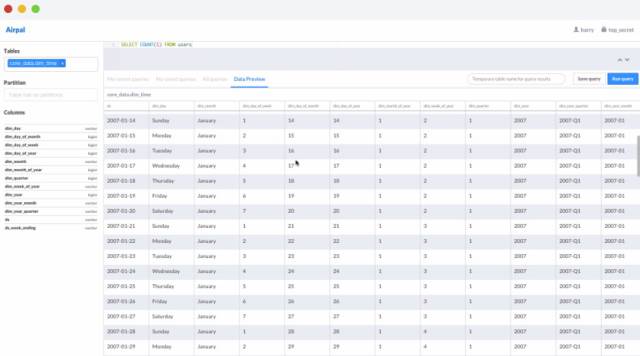 Airpal
barry
top_secret
Tables
core_data.dim_time
Partition
Columns
dim_day
dim_day_of_month
dim_day_of_week
dim_day_of_year
dim_month
dim_month_of_year
dim_quarter
dim_week_of_year
dim_year
dim_year_month
dim_year_quarter
ds
ds_week_ending
1 SELECT COUNT(1) FROM users;
My recent queries My saved queries All queries Data Preview
Temporary table name for query results
Save query
Run query
core_data.dim_time
ds dim_day dim_month dim_day_of_week dim_day_of_month dim_day_of_year dim_month_of_year dim_week_of_year dim_quarter dim_year dim_year_quarter dim_year_month
2007-01-14 Sunday January 1 14 14 1 2 1 2007 2007-Q1 2007-01
2007-01-15 Monday January 2 15 15 1 2 1 2007 2007-Q1 2007-01
2007-01-16 Tuesday January 3 16 16 1 2 1 2007 2007-Q1 2007-01
2007-01-17 Wednesday January 4 17 17 1 2 1 2007 2007-Q1 2007-01
2007-01-18 Thursday January 5 18 18 1 2 1 2007 2007-Q1 2007-01
2007-01-19 Friday January 6 19 19 1 2 1 2007 2007-Q1 2007-01
2007-01-20 Saturday January 7 20 20 1 2 1 2007 2007-Q1 2007-01
2007-01-21 Sunday January 1 21 21 1 3 1 2007 2007-Q1 2007-01
2007-01-22 Monday January 2 22 22 1 3 1 2007 2007-Q1 2007-01
2007-01-23 Tuesday January 3 23 23 1 3 1 2007 2007-Q1 2007-01
2007-01-24 Wednesday January 4 24 24 1 3 1 2007 2007-Q1 2007-01
2007-01-25 Thursday January 5 25 25 1 3 1 2007 2007-Q1 2007-01
2007-01-26 Friday January 6 26 26 1 3 1 2007 2007-Q1 2007-01
2007-01-27 Saturday January 7 27 27 1 3 1 2007 2007-Q1 2007-01
2007-01-28 Sunday January 1 28 28 1 4 1 2007 2007-Q1 2007-01
2007-01-29 Monday January 2 29 29 1 4 1 2007 2007-Q1 2007-01